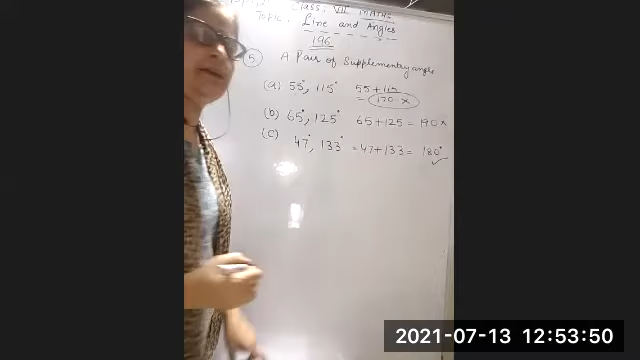 Class: VII MATHS
Topic: Line and Angles
196
(5) A Pair of Supplementry angle
(a) 55°, 115° 55+115
= 170 ×
(b) 65°, 125° 65+125 = 190 ×
(c) 47°, 133° = 47+133 = 180° ✓
2021-07-13 12:53:50